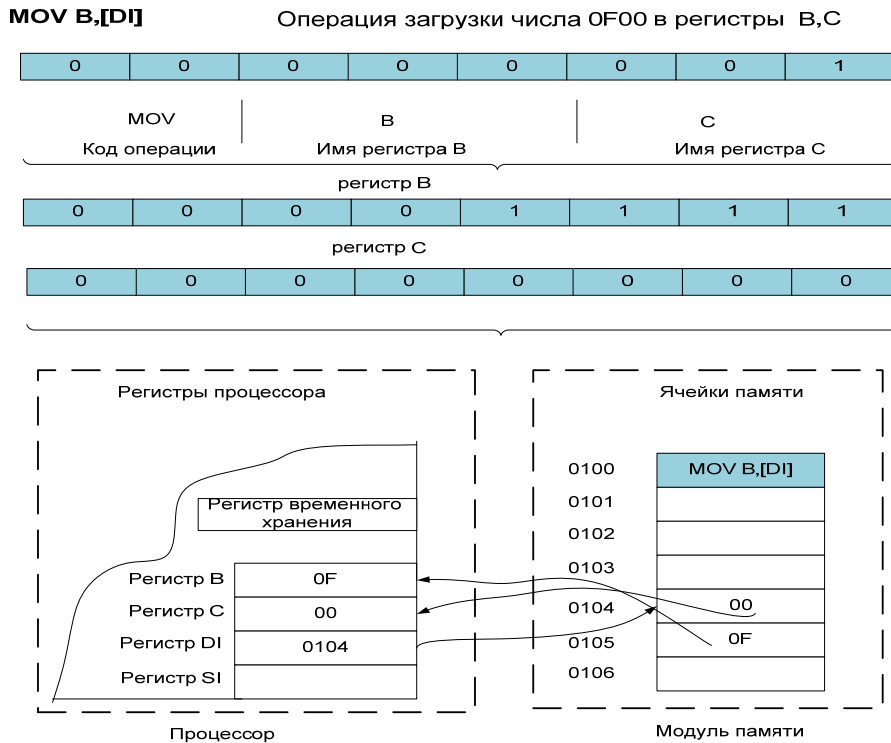 MOV B,[DI] Операция загрузки числа 0F00 в регистры B,C
0 0 0 0 0 0 0 1
MOV B C
Код операции Имя регистра B Имя регистра C
регистр B
0 0 0 0 1 1 1 1
регистр C
0 0 0 0 0 0 0 0
Регистры процессора Ячейки памяти
0100 MOV B,[DI]
0101
Регистр временного
хранения
0102
0103
Регистр B 0F
0104 00
Регистр C 00
Регистр DI 0104
0105 0F
Регистр SI
0106
Процессор Модуль памяти